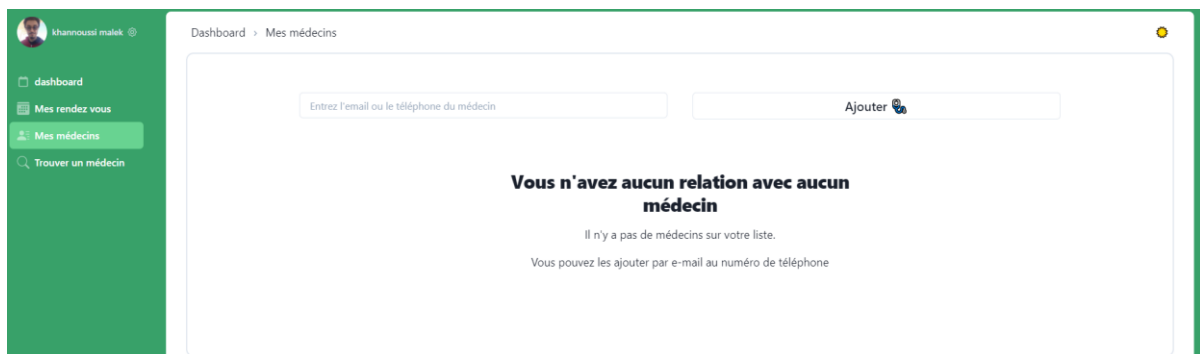 khannoussi malek
dashboard
Mes rendez vous
Mes médecins
Trouver un médecin
Dashboard > Mes médecins
Entrez l'email ou le téléphone du médecin
Ajouter
Vous n'avez aucun relation avec aucun
médecin
Il n'y a pas de médecins sur votre liste.
Vous pouvez les ajouter par e-mail au numéro de téléphone